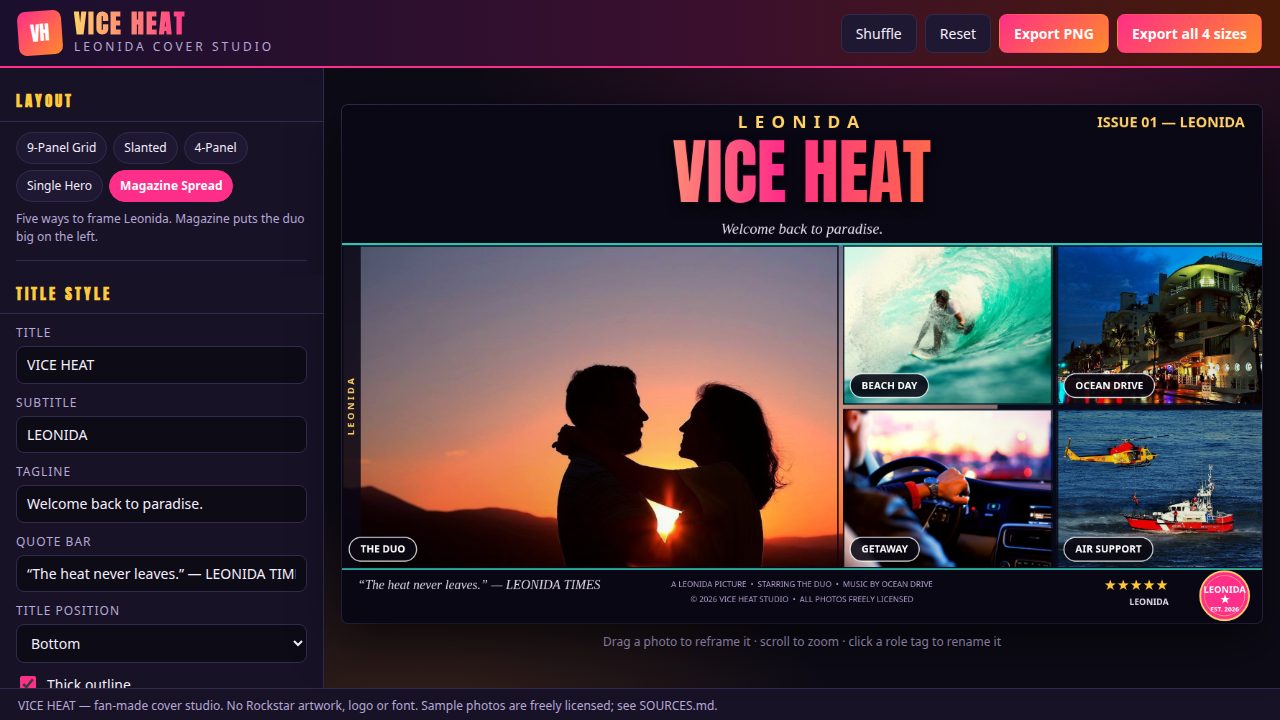 VH
VICE HEAT
LEONIDA COVER STUDIO
Shuffle
Reset
Export PNG
Export all 4 sizes
LAYOUT
9-Panel Grid
Slanted
4-Panel
Single Hero
Magazine Spread
Five ways to frame Leonida. Magazine puts the duo
big on the left.
TITLE STYLE
TITLE
VICE HEAT
SUBTITLE
LEONIDA
TAGLINE
Welcome back to paradise.
QUOTE BAR
“The heat never leaves.” — LEONIDA TIM
TITLE POSITION
Bottom
Thick outline
LEONIDA
ISSUE 01 — LEONIDA
VICE HEAT
Welcome back to paradise.
LEONIDA
THE DUO
BEACH DAY
OCEAN DRIVE
GETAWAY
AIR SUPPORT
“The heat never leaves.” — LEONIDA TIMES
A LEONIDA PICTURE • STARRING THE DUO • MUSIC BY OCEAN DRIVE
© 2026 VICE HEAT STUDIO • ALL PHOTOS FREELY LICENSED
★★★★★
LEONIDA
LEONIDA
★
EST. 2026
Drag a photo to reframe it · scroll to zoom · click a role tag to rename it
VICE HEAT — fan-made cover studio. No Rockstar artwork, logo or font. Sample photos are freely licensed; see SOURCES.md.